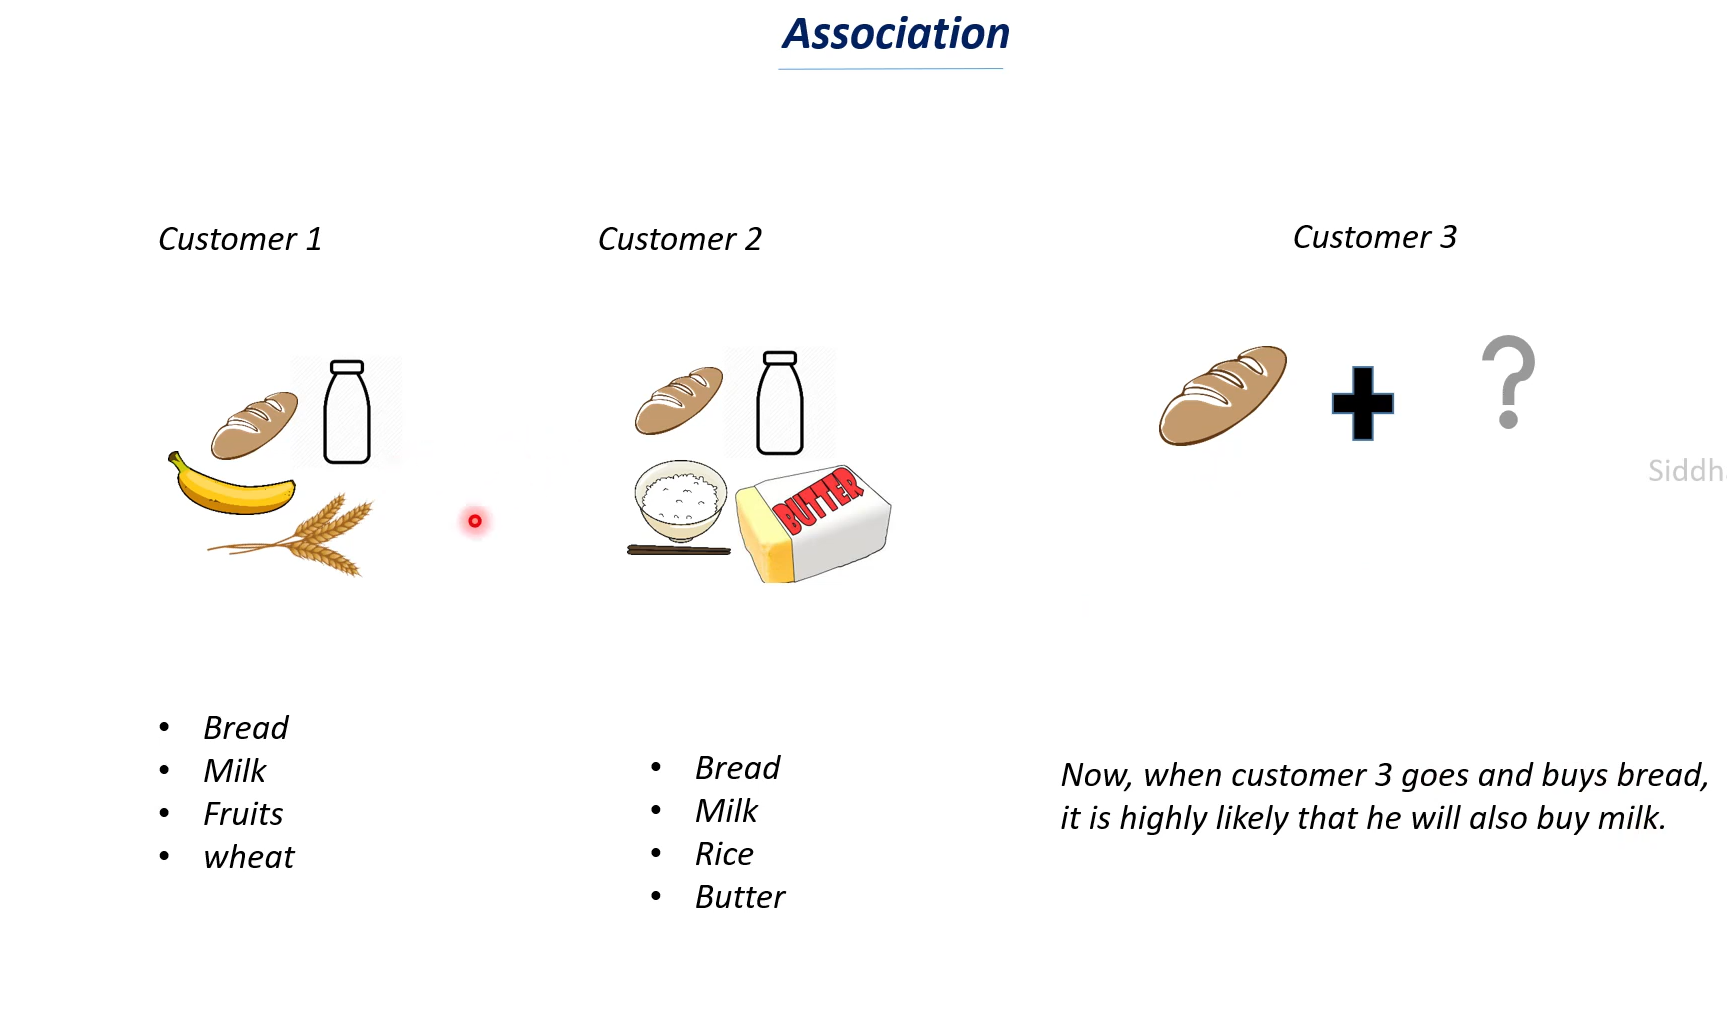 Association
Customer 1
Customer 2
Customer 3
BUTTER
Siddh
• Bread
• Milk
• Fruits
• wheat
• Bread
• Milk
• Rice
• Butter
Now, when customer 3 goes and buys bread,
it is highly likely that he will also buy milk.